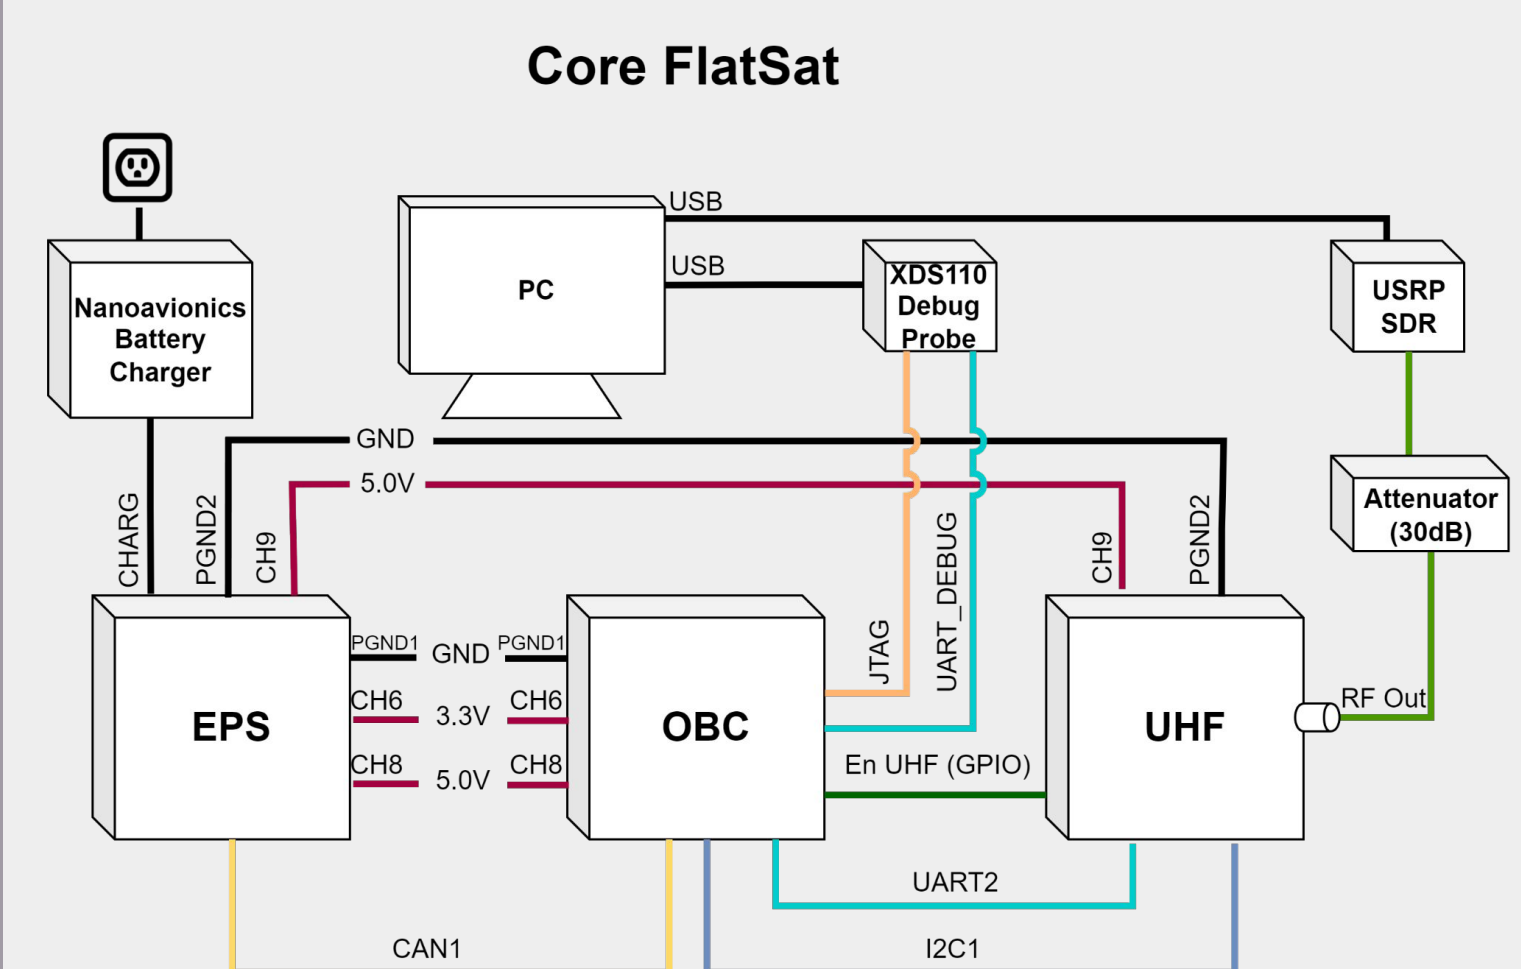 Core FlatSat
USB
PC
USB
XDS110
Debug
Probe
USRP
SDR
Nanoavionics
Battery
Charger
GND
5.0V
CHARG
PGND2
CH9
UART_DEBUG
JTAG
CH9
PGND2
Attenuator
(30dB)
PGND1
GND
PGND1
CH6
3.3V
CH6
CH8
5.0V
CH8
EPS
OBC
UHF
RF Out
En UHF (GPIO)
UART2
CAN1
I2C1